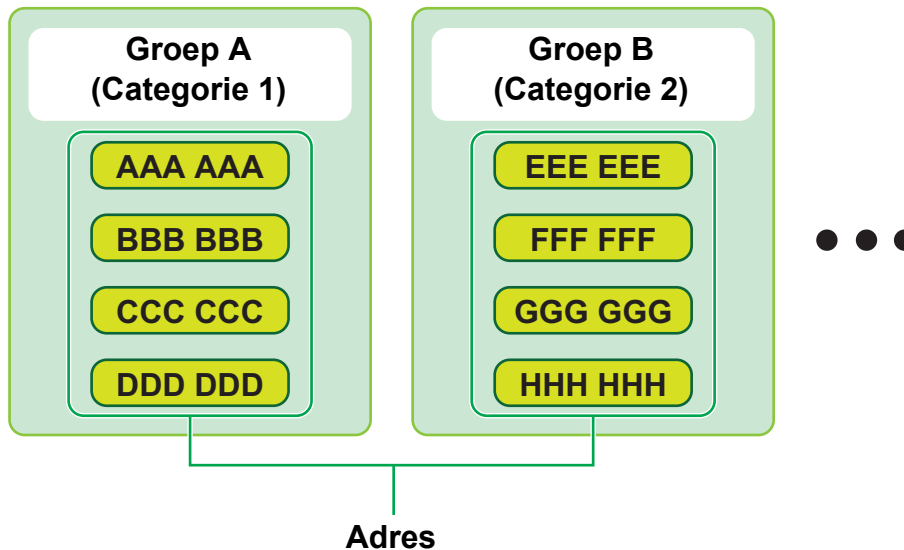 Groep A
(Categorie 1)
AAA AAA
BBB BBB
CCC CCC
DDD DDD
Groep B
(Categorie 2)
EEE EEE
FFF FFF
GGG GGG
HHH HHH
Adres